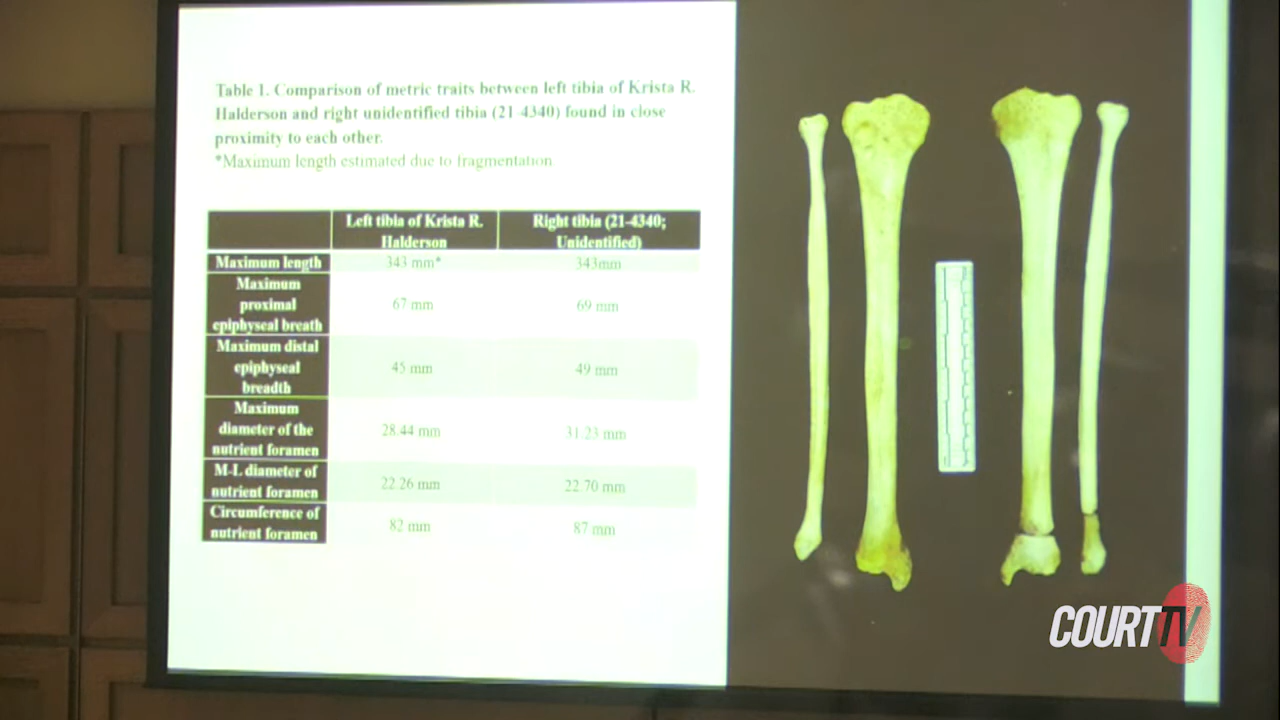 Table 1. Comparison of metric traits between left tibia of Krista R.
Halderson and right unidentified tibia (21-4340) found in close
proximity to each other.
*Maximum length estimated due to fragmentation
Left tibia of Krista R.
Halderson
Right tibia (21-4340;
Unidentified)
Maximum length
343 mm*
343mm
Maximum
proximal
epiphyseal breath
67 mm
69 mm
Maximum distal
epiphyseal
breadth
45 mm
49 mm
Maximum
diameter of the
nutrient foramen
28.44 mm
31.23 mm
M-L diameter of
nutrient foramen
22.26 mm
22.70 mm
Circumference of
nutrient foramen
82 mm
87 mm
COURT TV